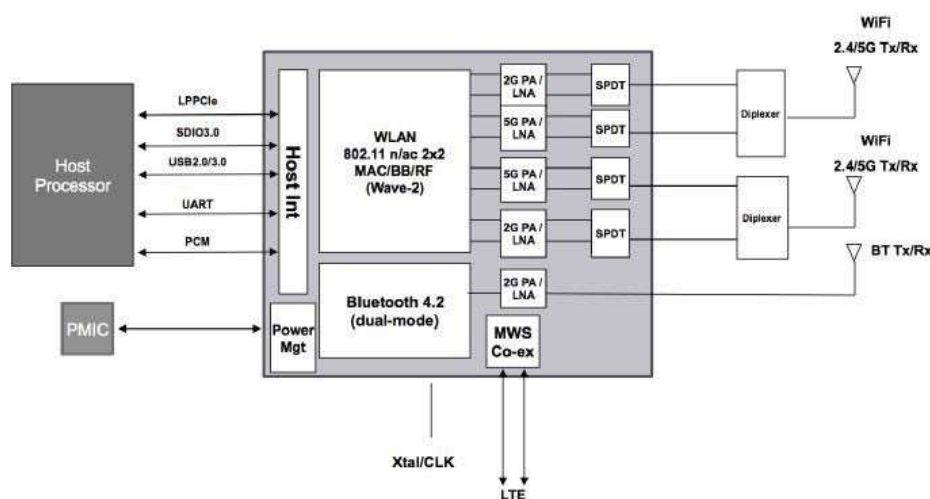 WiFi
2.4/5G Tx/Rx
Host
Processor
LPPCIe
SDIO3.0
USB2.0/3.0
UART
PCM
PMIC
Host Int
Power
Mgt
WLAN
802.11 n/ac 2x2
MAC/BB/RF
(Wave-2)
Bluetooth 4.2
(dual-mode)
2G PA /
LNA
5G PA /
LNA
5G PA /
LNA
2G PA /
LNA
2G PA /
LNA
MWS
Co-ex
SPDT
SPDT
SPDT
SPDT
Diplexer
Diplexer
WiFi
2.4/5G Tx/Rx
BT Tx/Rx
Xtal/CLK
LTE